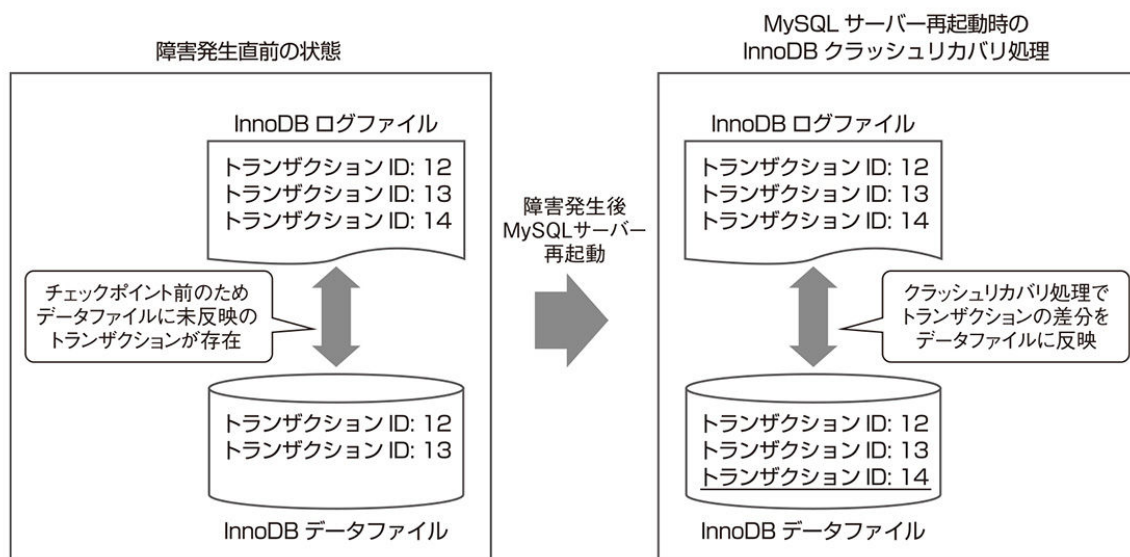 障害発生直前の状態
InnoDB ログファイル
トランザクション ID: 12
トランザクション ID: 13
トランザクション ID: 14
チェックポイント前のため
データファイルに未反映の
トランザクションが存在
トランザクション ID: 12
トランザクション ID: 13
InnoDB データファイル
障害発生後
MySQLサーバー
再起動
MySQL サーバー再起動時の
InnoDB クラッシュリカバリ処理
InnoDB ログファイル
トランザクション ID: 12
トランザクション ID: 13
トランザクション ID: 14
クラッシュリカバリ処理で
トランザクションの差分を
データファイルに反映
トランザクション ID: 12
トランザクション ID: 13
トランザクション ID: 14
InnoDB データファイル